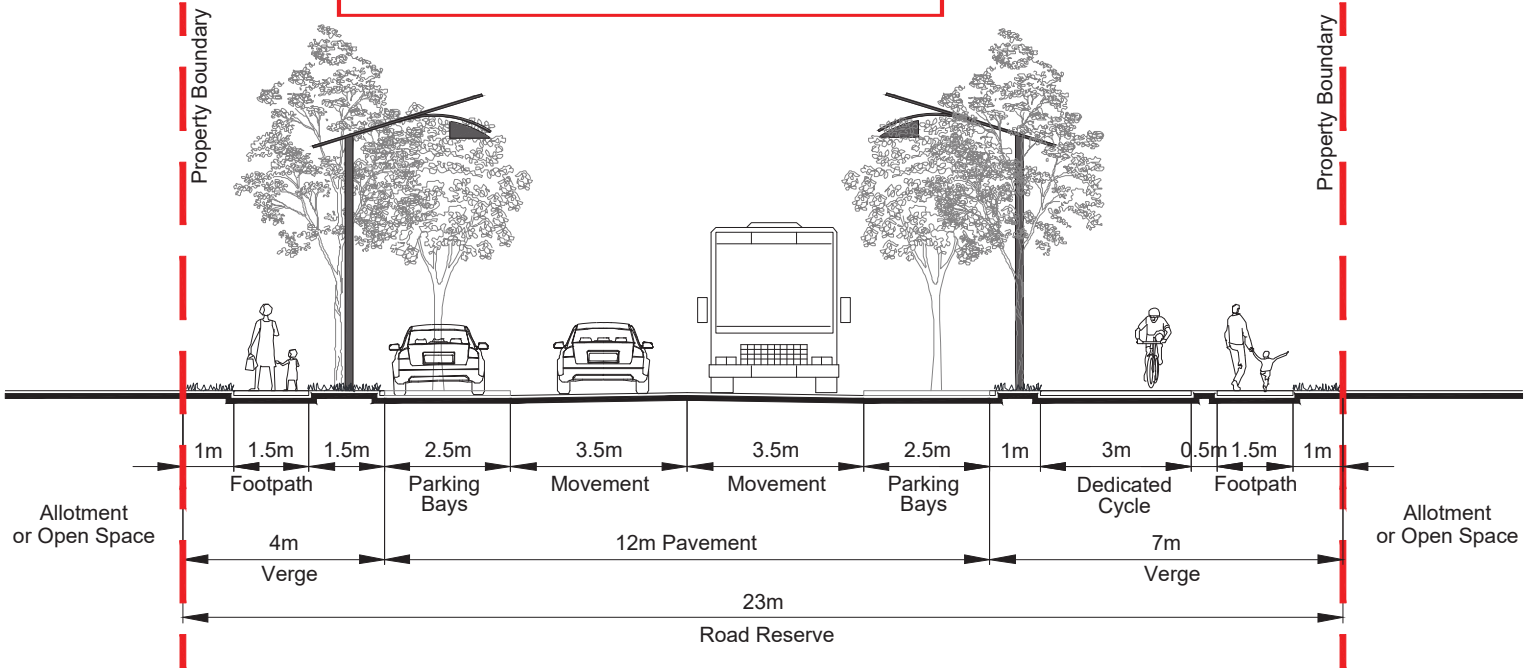 Property Boundary
Property Boundary
1m
1.5m
1.5m
2.5m
3.5m
3.5m
2.5m
1m
3m
0.5m
1.5m
1m
Footpath
Parking
Bays
Movement
Movement
Parking
Bays
Dedicated
Cycle
Footpath
Allotment
or Open Space
Allotment
or Open Space
4m
Verge
12m Pavement
7m
Verge
23m
Road Reserve